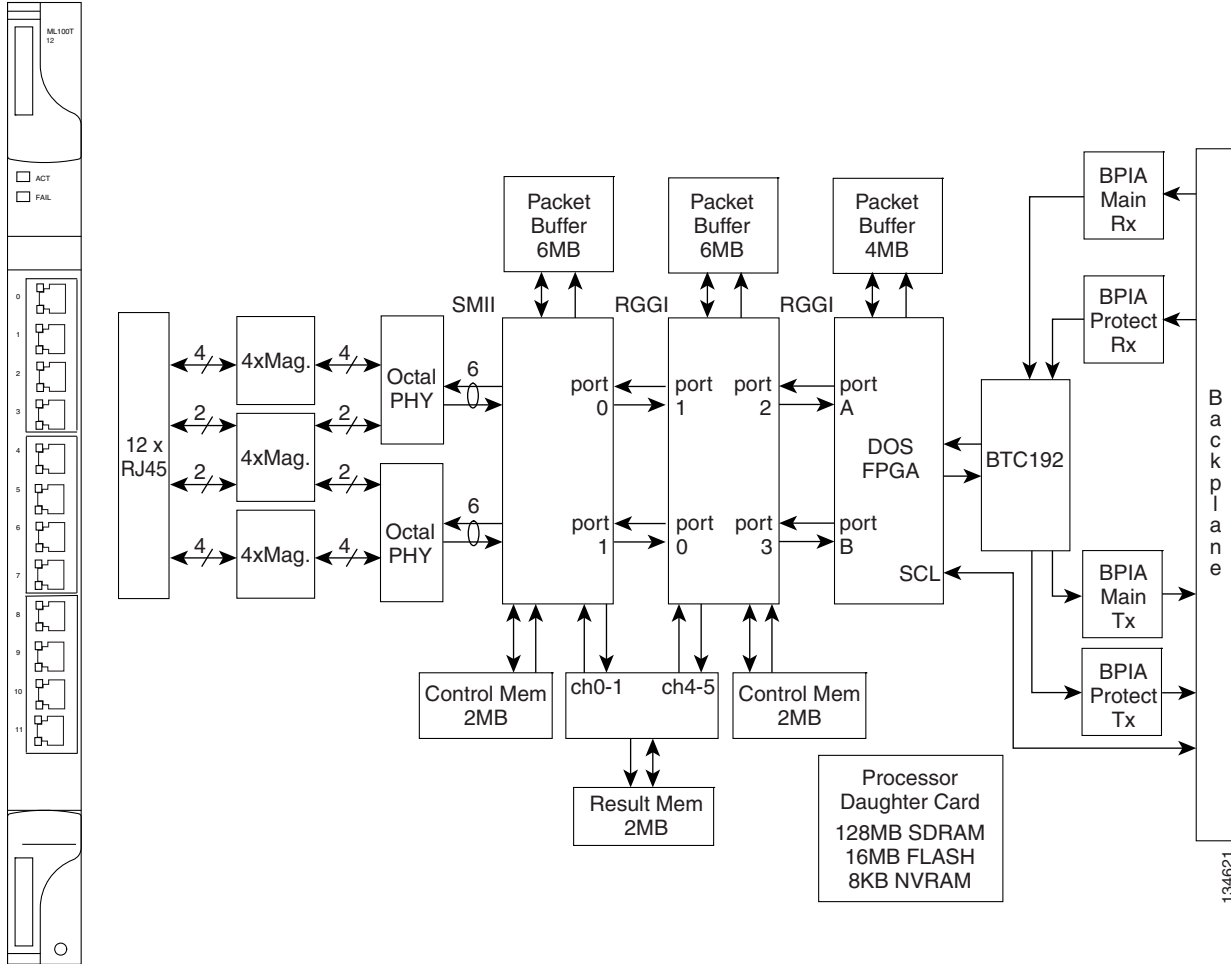 ML100T
12
ACT
FAIL
0
1
2
3
4
5
6
7
8
9
10
11
12 x
RJ45
4
2
2
4
4xMag.
4xMag.
4xMag.
4
2
2
4
Octal
PHY
Octal
PHY
6
6
SMII
Packet
Buffer
6MB
port
0
port
1
RGGI
Packet
Buffer
6MB
port
1
port
0
port
2
port
3
RGGI
Packet
Buffer
4MB
port
A
DOS
FPGA
port
B
SCL
Control Mem
2MB
ch0-1
ch4-5
Control Mem
2MB
Result Mem
2MB
Processor
Daughter Card
128MB SDRAM
16MB FLASH
8KB NVRAM
BTC192
BPIA
Main
Rx
BPIA
Protect
Rx
BPIA
Main
Tx
BPIA
Protect
Tx
Backplane
134621